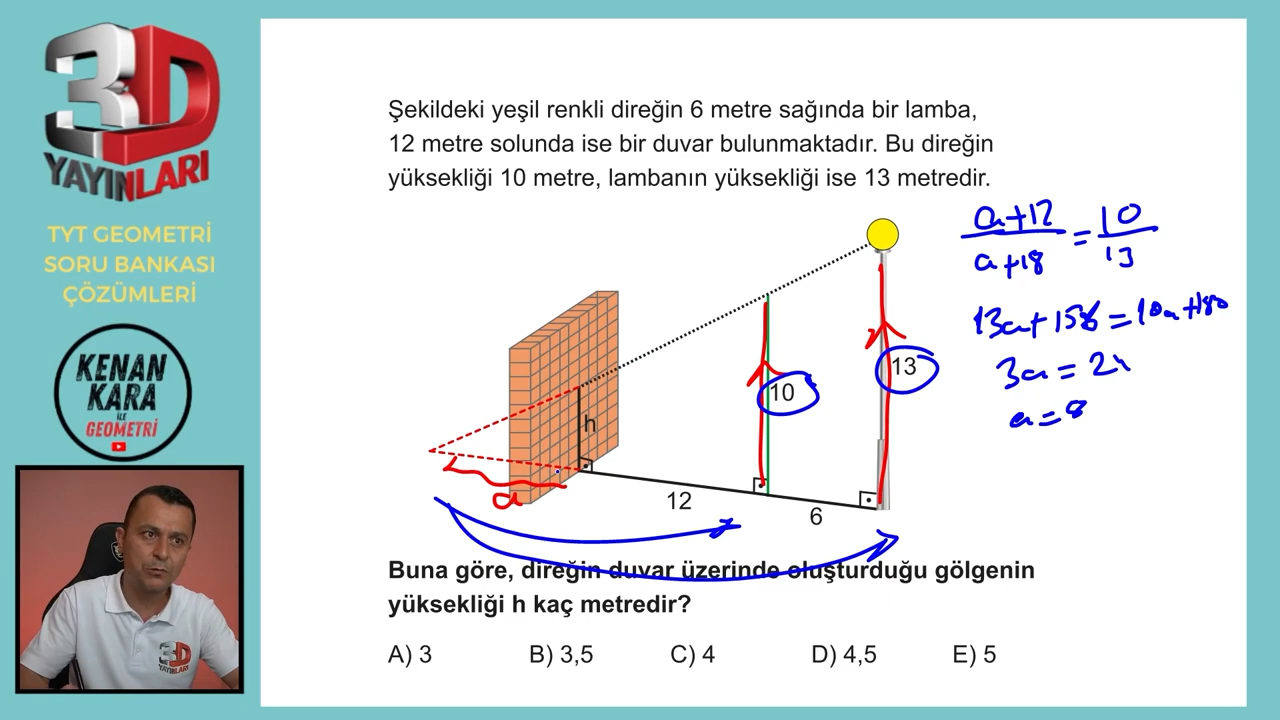 3D
YAYINLARI
TYT GEOMETRİ
SORU BANKASI
ÇÖZÜMLERİ
KENAN
KARA
İLE
GEOMETRİ
3D
YAYINLARI
Şekildeki yeşil renkli direğin 6 metre sağında bir lamba,
12 metre solunda ise bir duvar bulunmaktadır. Bu direğin
yüksekliği 10 metre, lambanın yüksekliği ise 13 metredir.
h
10
13
a
12
6
a+12
a+18
=
10
13
13a+156=10a+180
3a=24
a=8
Buna göre, direğin duvar üzerinde oluşturduğu gölgenin
yüksekliği h kaç metredir?
A) 3 B) 3,5 C) 4 D) 4,5 E) 5